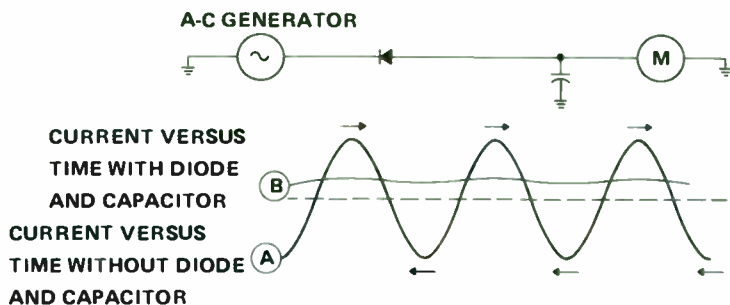 A-C GENERATOR
~
M
CURRENT VERSUS
TIME WITH DIODE
AND CAPACITOR
B
CURRENT VERSUS
TIME WITHOUT DIODE
AND CAPACITOR
A